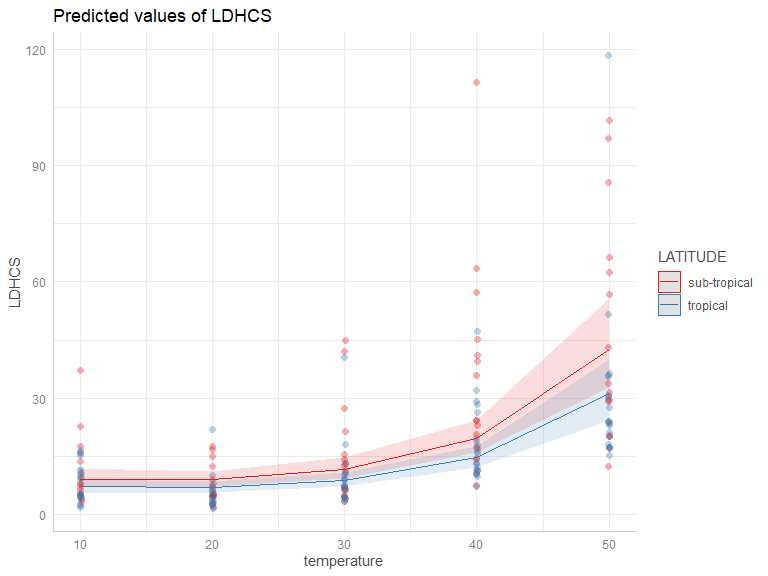 Predicted values of LDHCS
120
90
60
30
0
LDHCS
10 20 30 40 50
temperature
LATITUDE
sub-tropical
tropical